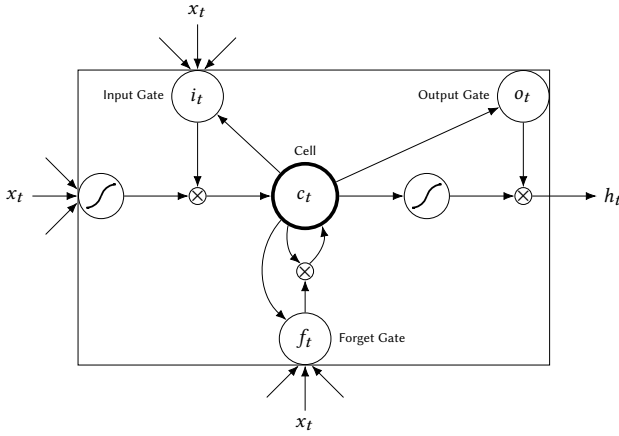 x_t
Input Gate
i_t
Output Gate
o_t
Cell
x_t
c_t
h_t
f_t
Forget Gate
x_t